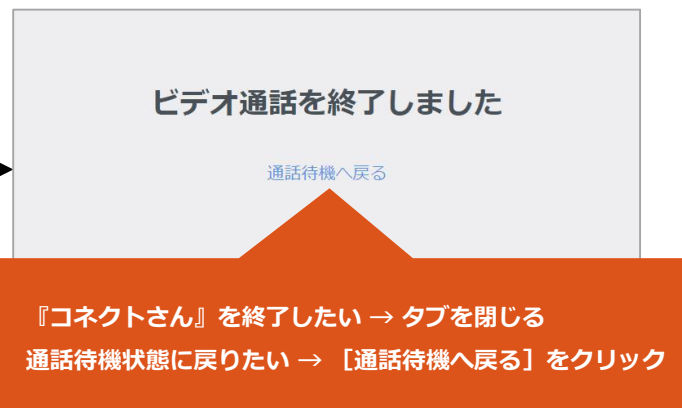 ビデオ通話を終了しました
通話待機へ戻る
『コネクトさん』を終了したい → タブを閉じる
通話待機状態に戻りたい → ［通話待機へ戻る］をクリック